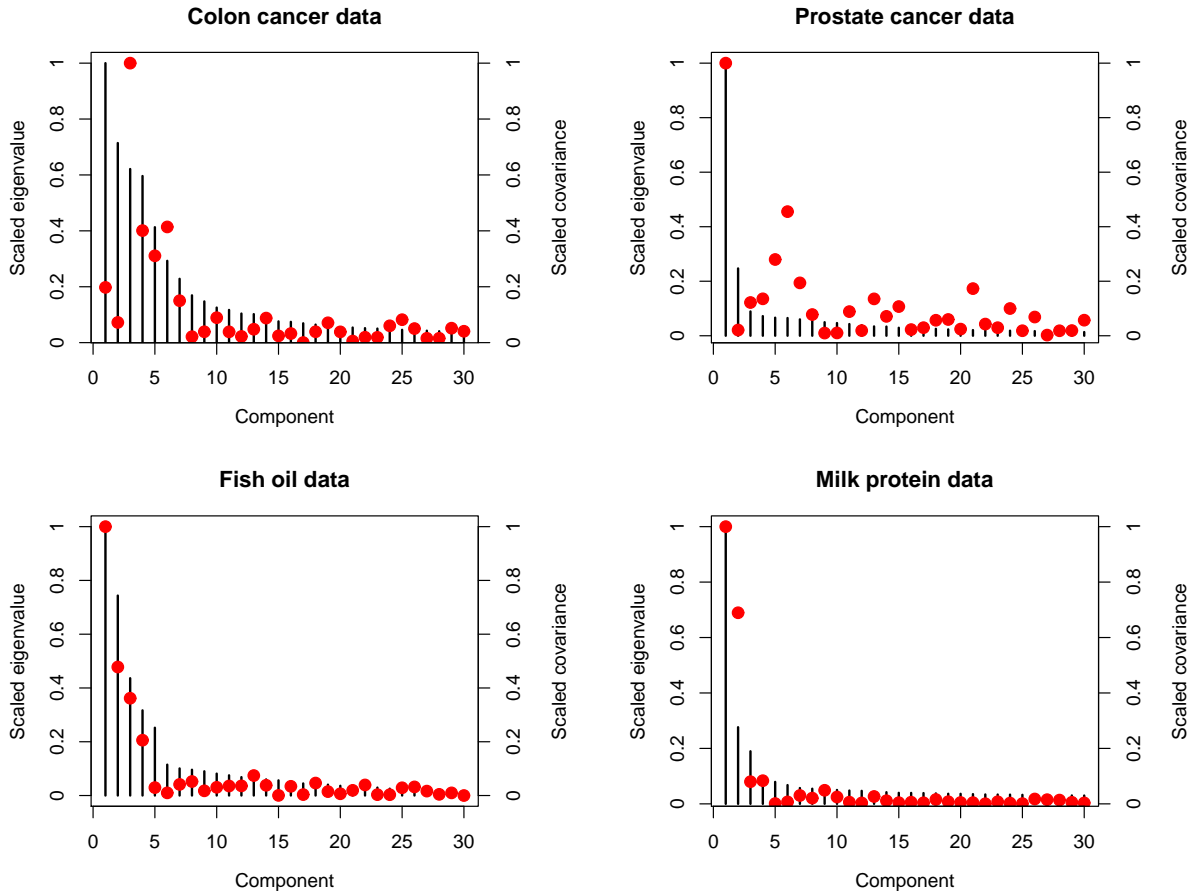 Colon cancer data
Scaled eigenvalue
0 0.2 0.4 0.6 0.8 1
0 0.2 0.4 0.6 0.8 1
Scaled covariance
0 5 10 15 20 25 30
Component
Prostate cancer data
Scaled eigenvalue
0 0.2 0.4 0.6 0.8 1
0 0.2 0.4 0.6 0.8 1
Scaled covariance
0 5 10 15 20 25 30
Component
Fish oil data
Scaled eigenvalue
0 0.2 0.4 0.6 0.8 1
0 0.2 0.4 0.6 0.8 1
Scaled covariance
0 5 10 15 20 25 30
Component
Milk protein data
Scaled eigenvalue
0 0.2 0.4 0.6 0.8 1
0 0.2 0.4 0.6 0.8 1
Scaled covariance
0 5 10 15 20 25 30
Component